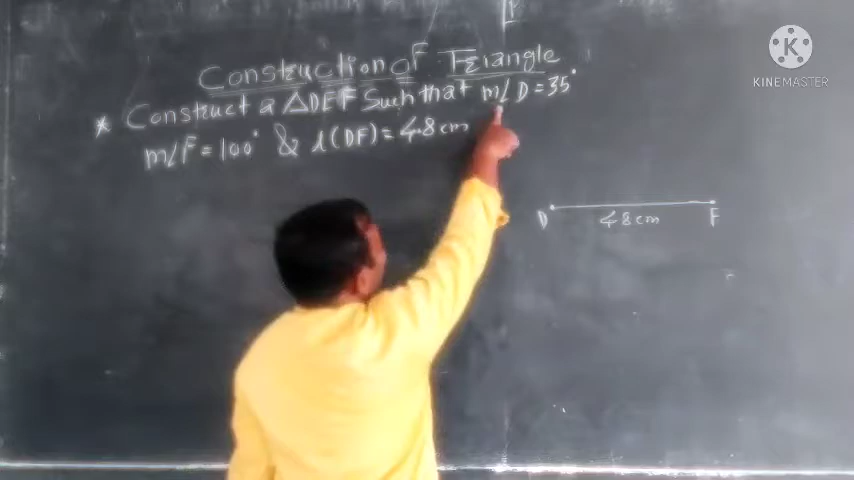 Construction of Triangle
* Construct a △DEF Such that m∠D = 35°
m∠F = 100° & l(DF) = 4.8 cm
D 4.8 cm F
K
KINEMASTER